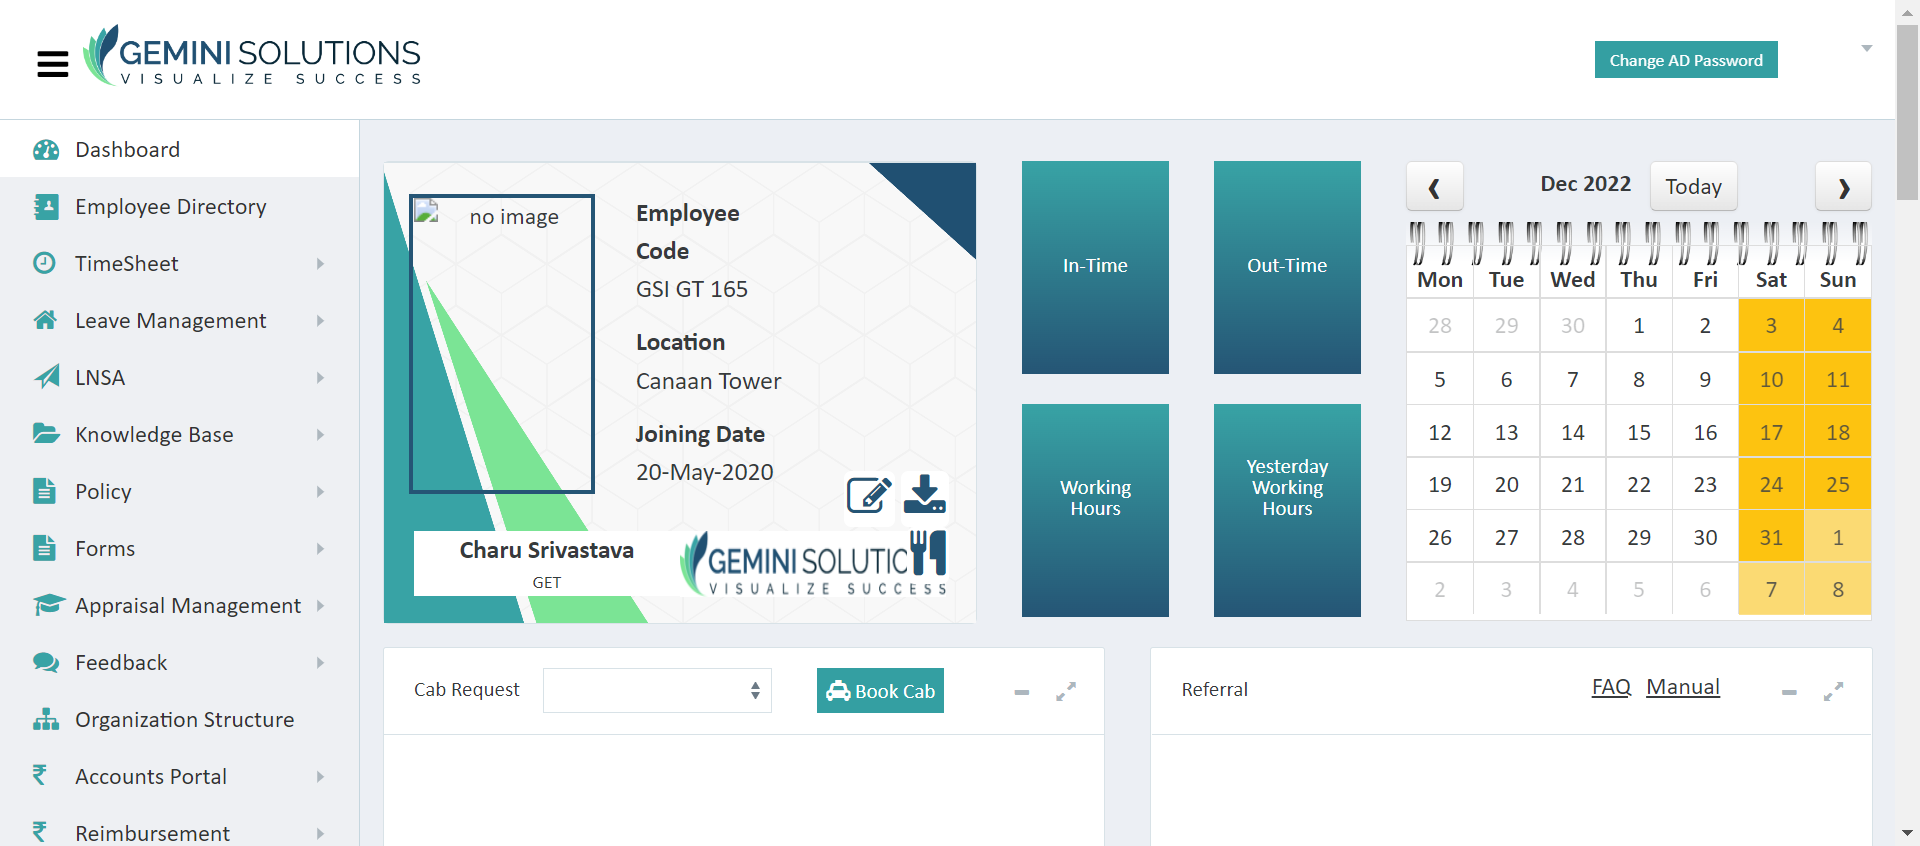 GEMINI SOLUTIONS
VISUALIZE SUCCESS
Change AD Password
Dashboard
Employee Directory
TimeSheet
Leave Management
LNSA
Knowledge Base
Policy
Forms
Appraisal Management
Feedback
Organization Structure
Accounts Portal
Reimbursement
no image
Employee
Code
GSI GT 165
Location
Canaan Tower
Joining Date
20-May-2020
Charu Srivastava
GET
GEMINI SOLUTIC
VISUALIZE SUCCESS
In-Time
Out-Time
Working
Hours
Yesterday
Working
Hours
Dec 2022
Today
Mon Tue Wed Thu Fri Sat Sun
28 29 30 1 2 3 4
5 6 7 8 9 10 11
12 13 14 15 16 17 18
19 20 21 22 23 24 25
26 27 28 29 30 31 1
2 3 4 5 6 7 8
Cab Request
Book Cab
Referral
FAQ Manual